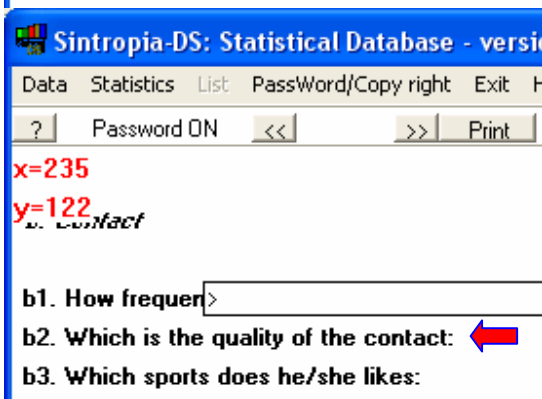 Sintropia-DS: Statistical Database - versi
Data Statistics List PassWord/Copy right Exit H
? Password ON << >> Print
x=235
y=122
b1. How frequen >
b2. Which is the quality of the contact:
b3. Which sports does he/she likes: